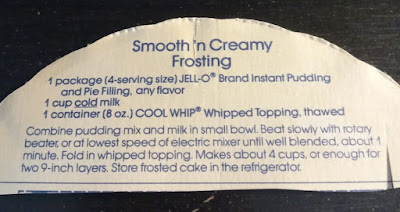 Smooth 'n Creamy
Frosting
1 package (4-serving size) JELL-O® Brand Instant Pudding
and Pie Filling, any flavor
1 cup cold milk
1 container (8 oz.) COOL WHIP® Whipped Topping, thawed
Combine pudding mix and milk in small bowl. Beat slowly with rotary
beater, or at lowest speed of electric mixer until well blended, about 1
minute. Fold in whipped topping. Makes about 4 cups, or enough for
two 9-inch layers. Store frosted cake in the refrigerator.